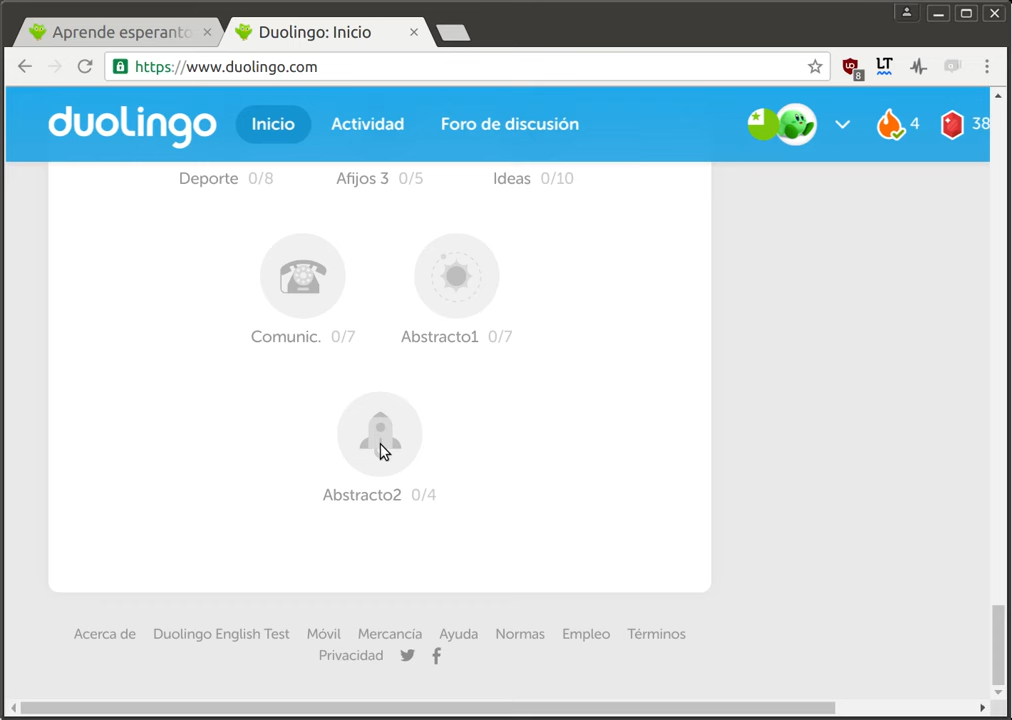 Aprende esperanto
Duolingo: Inicio
https://www.duolingo.com
8
LT
duolingo
Inicio
Actividad
Foro de discusión
4
38
Deporte 0/8
Afijos 3 0/5
Ideas 0/10
Comunic. 0/7
Abstracto1 0/7
Abstracto2 0/4
Acerca de Duolingo English Test Móvil Mercancía Ayuda Normas Empleo Términos
Privacidad